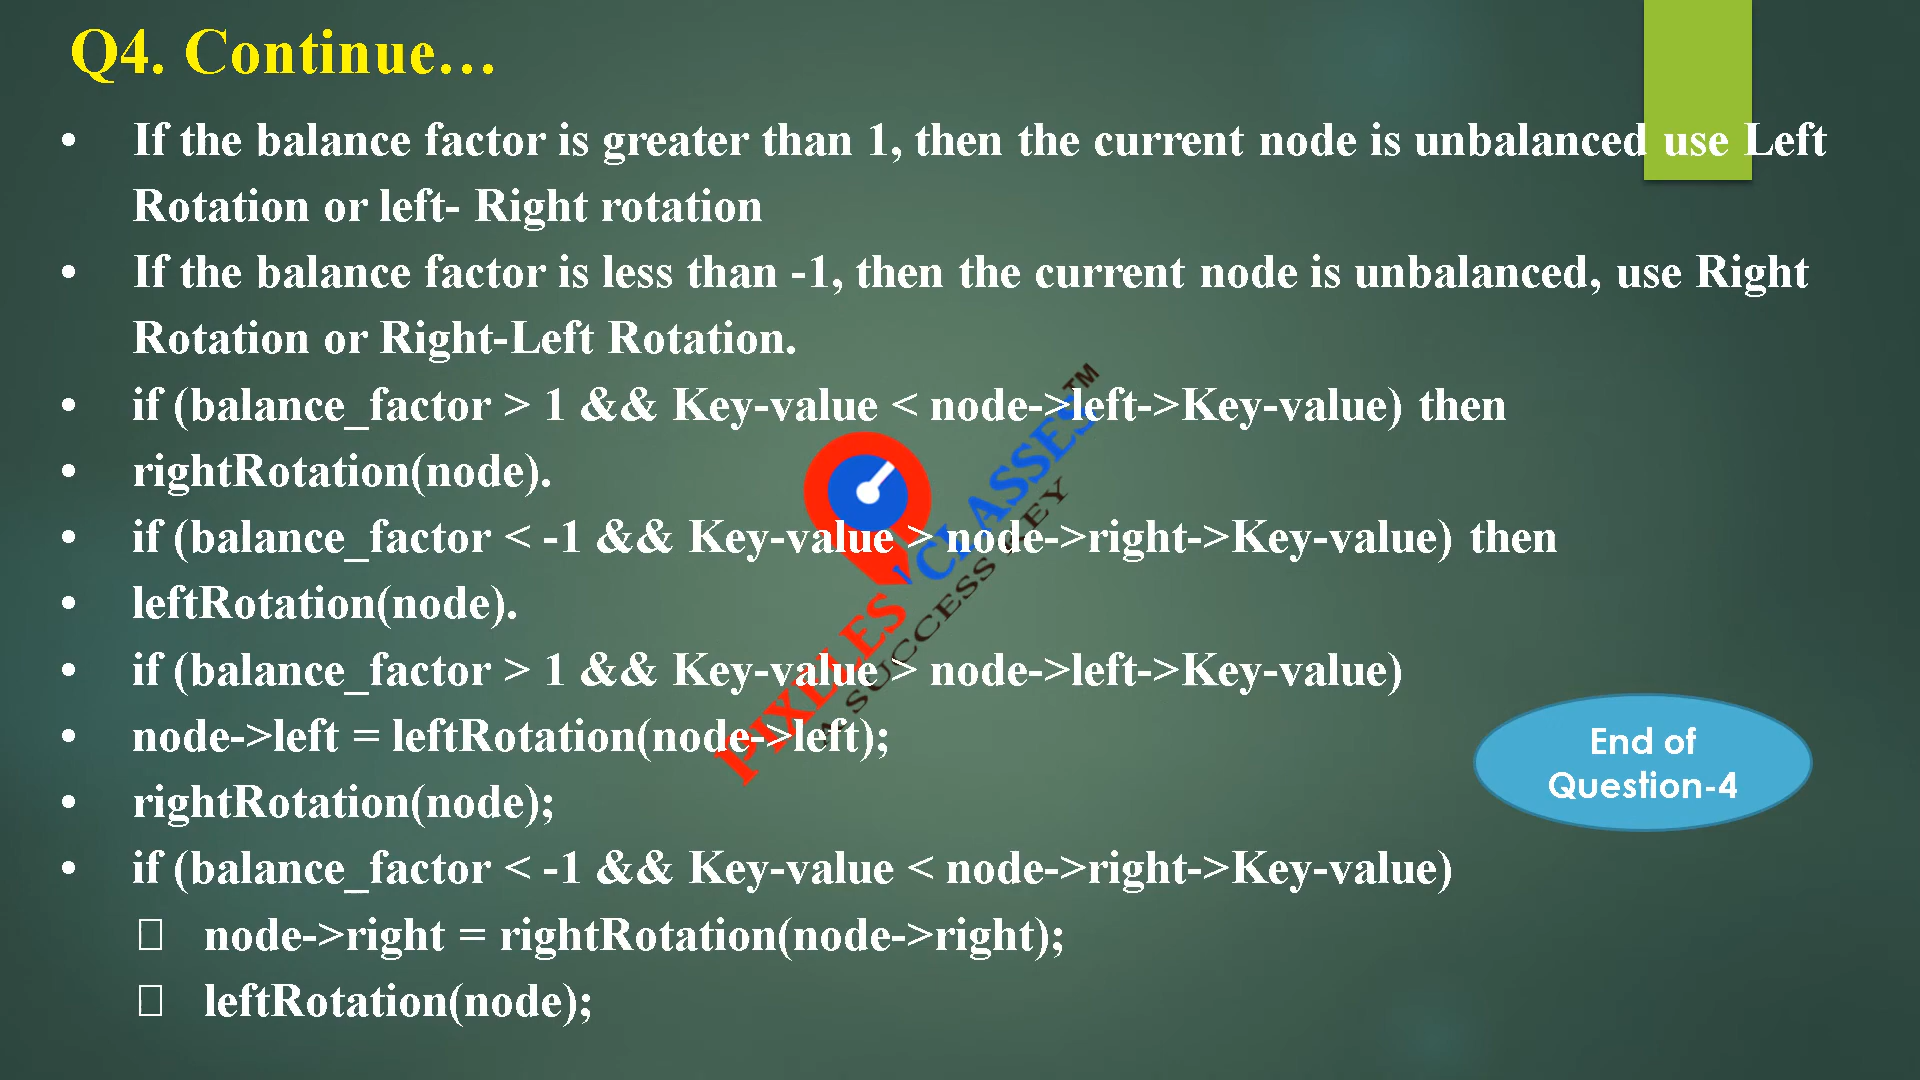 Q4. Continue…
• If the balance factor is greater than 1, then the current node is unbalanced use Left
Rotation or left- Right rotation
• If the balance factor is less than -1, then the current node is unbalanced, use Right
Rotation or Right-Left Rotation.
• if (balance_factor > 1 && Key-value < node->left->Key-value) then
• rightRotation(node).
• if (balance_factor < -1 && Key-value > node->right->Key-value) then
• leftRotation(node).
• if (balance_factor > 1 && Key-value > node->left->Key-value)
• node->left = leftRotation(node->left);
• rightRotation(node);
• if (balance_factor < -1 && Key-value < node->right->Key-value)
node->right = rightRotation(node->right);
leftRotation(node);
End of
Question-4
PIXELES 'CLASSES™
A SUCCESS KEY